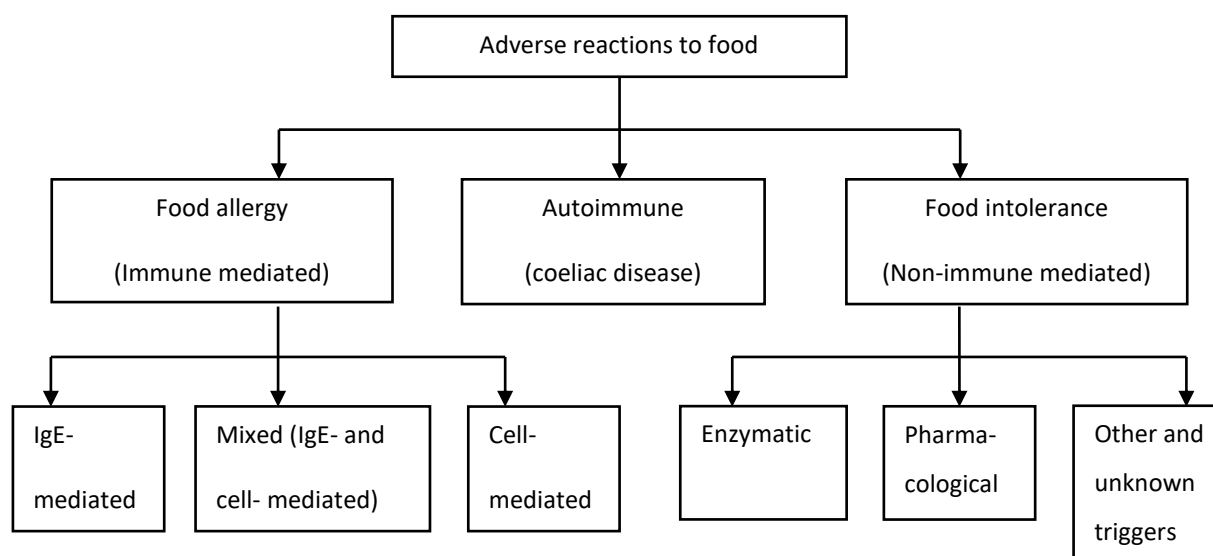 Adverse reactions to food
Food allergy
(Immune mediated)
Autoimmune
(coeliac disease)
Food intolerance
(Non-immune mediated)
IgE-
mediated
Mixed (IgE- and
cell- mediated)
Cell-
mediated
Enzymatic
Pharma-
cological
Other and
unknown
triggers